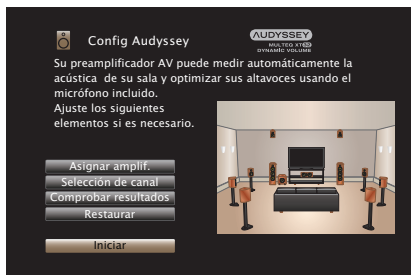 Config Audyssey
AUDYSSEY
MULTEQ XT32
DYNAMIC VOLUME
Su preamplificador AV puede medir automáticamente la
acústica de su sala y optimizar sus altavoces usando el
micrófono incluido.
Ajuste los siguientes
elementos si es necesario.
Asignar amplif.
Selección de canal
Comprobar resultados
Restaurar
Iniciar